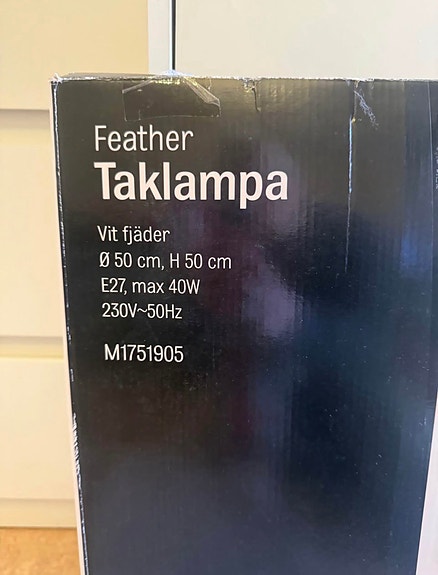 Feather
Taklampa
Vit fjäder
Ø 50 cm, H 50 cm
E27, max 40W
230V~50Hz
M1751905